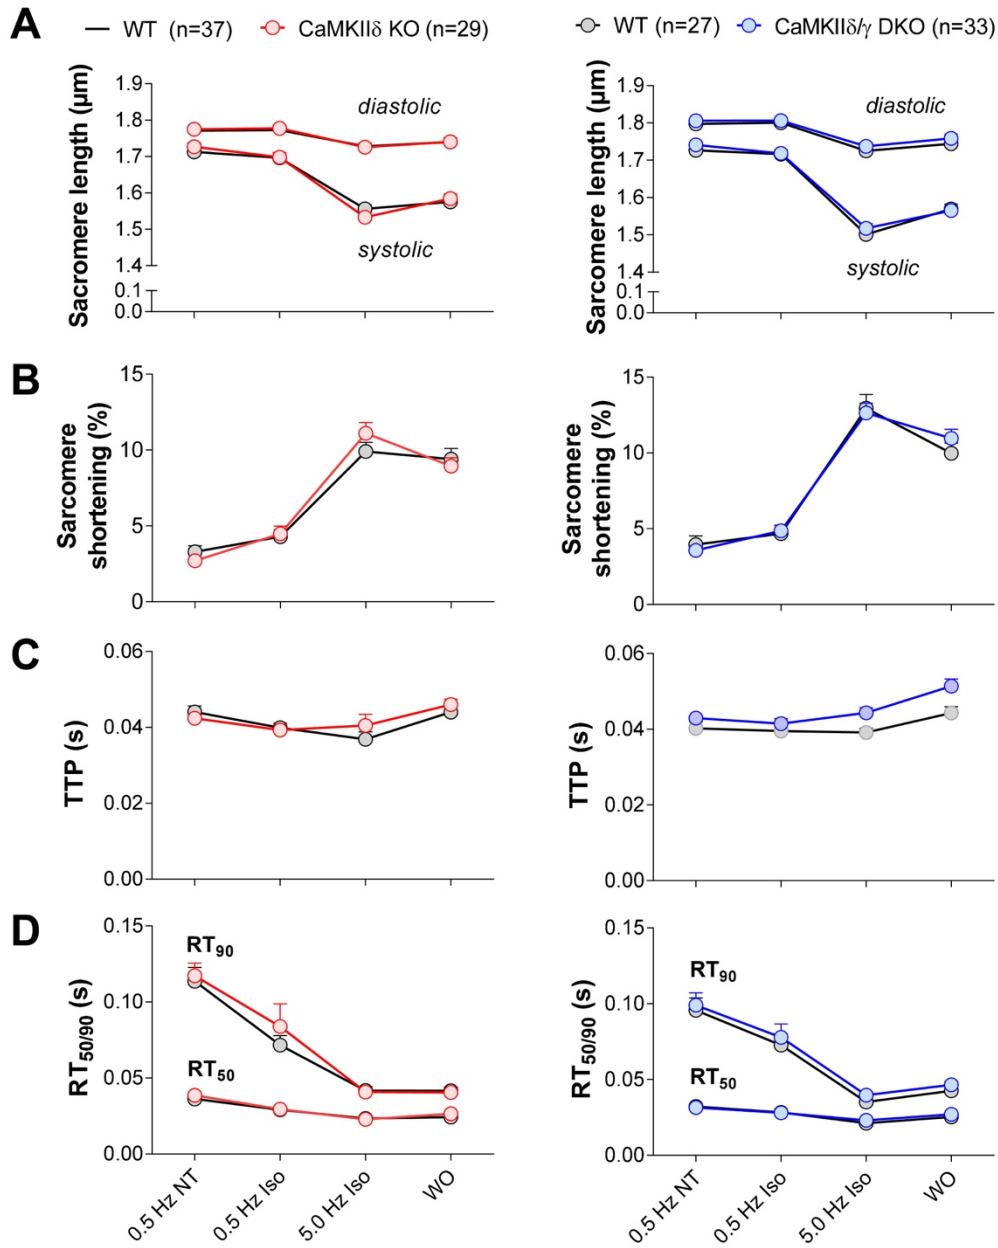 A
WT (n=37) CaMKIIδ KO (n=29)
WT (n=27) CaMKIIδ/γ DKO (n=33)
Sacromere length (µm)
1.9
1.8
1.7
1.6
1.5
1.4
0.1
0.0
diastolic
systolic
Sarcomere length (µm)
1.9
1.8
1.7
1.6
1.5
1.4
0.1
0.0
diastolic
systolic
B
Sarcomere
shortening (%)
15
10
5
0
Sarcomere
shortening (%)
15
10
5
0
C
TTP (s)
0.06
0.04
0.02
0.00
TTP (s)
0.06
0.04
0.02
0.00
D
RT50/90 (s)
0.15
0.10
0.05
0.00
RT90
RT50
0.5 Hz NT
0.5 Hz Iso
5.0 Hz Iso
WO
RT50/90 (s)
0.15
0.10
0.05
0.00
RT90
RT50
0.5 Hz NT
0.5 Hz Iso
5.0 Hz Iso
WO